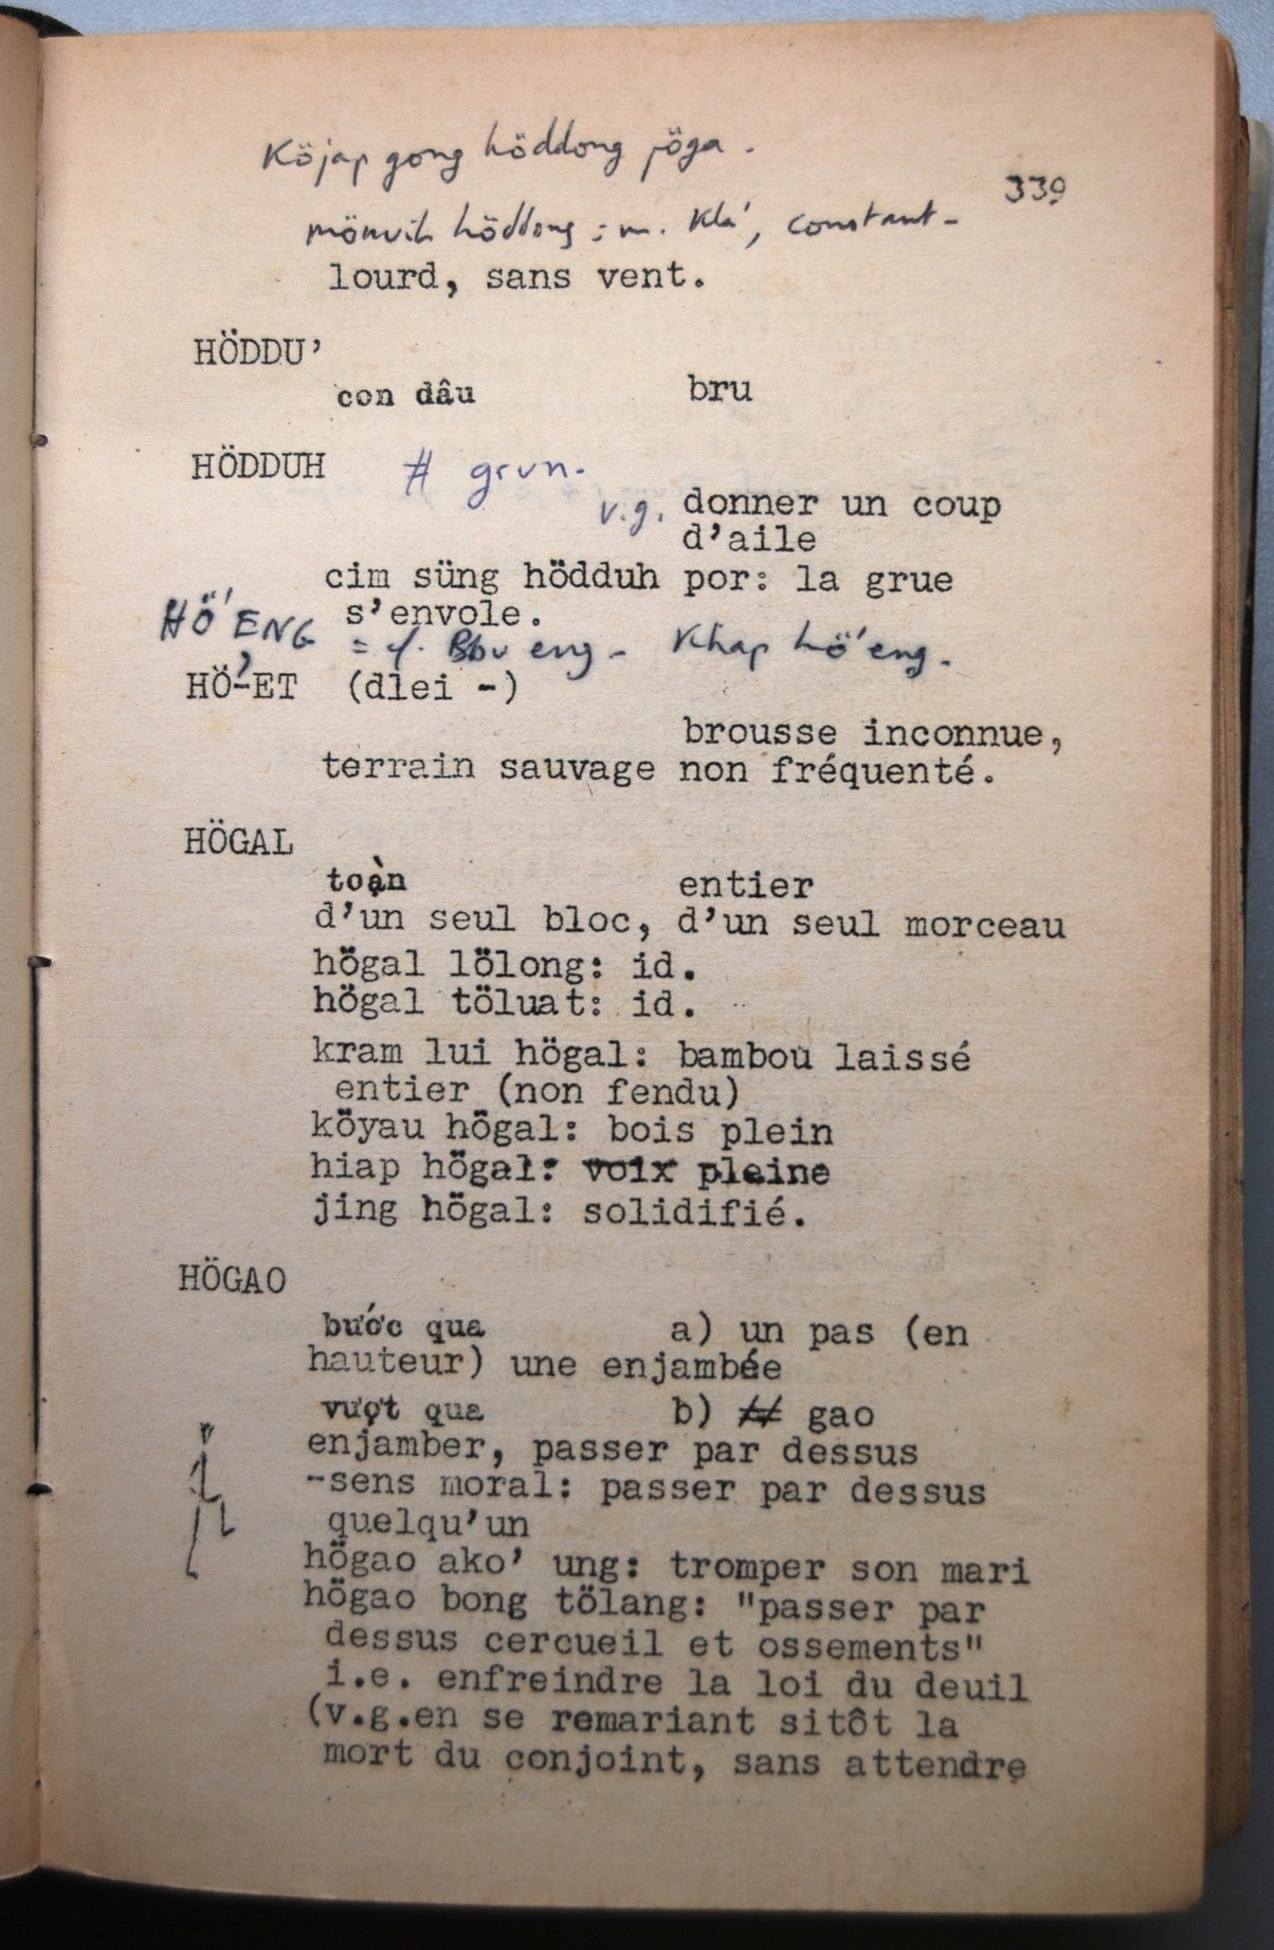 Köjap gong höddong jöga.
339
mönuih höddong : m. Kla', constant-
lourd, sans vent.
HÖDDU'
con dâu bru
HÖDDUH # grun.
v.g. donner un coup
d'aile
cim süng hödduh por: la grue
s'envole.
HÖ'ENG = f. Bbu eng - Khap hö'eng.
HÖ-'ET (dlei -)
brousse inconnue,
terrain sauvage non fréquenté.
HÖGAL
toàn entier
d'un seul bloc, d'un seul morceau
högal lölong: id.
högal töluat: id.
kram lui högal: bambou laissé
entier (non fendu)
köyau högal: bois plein
hiap högal: voix pleine
jing högal: solidifié.
HÖGAO
bước qua a) un pas (en
hauteur) une enjambée
vượt qua b) # gao
enjamber, passer par dessus
-sens moral: passer par dessus
quelqu'un
högao ako' ung: tromper son mari
högao bong tölang: "passer par
dessus cercueil et ossements"
i.e. enfreindre la loi du deuil
(v.g.en se remariant sitôt la
mort du conjoint, sans attendre